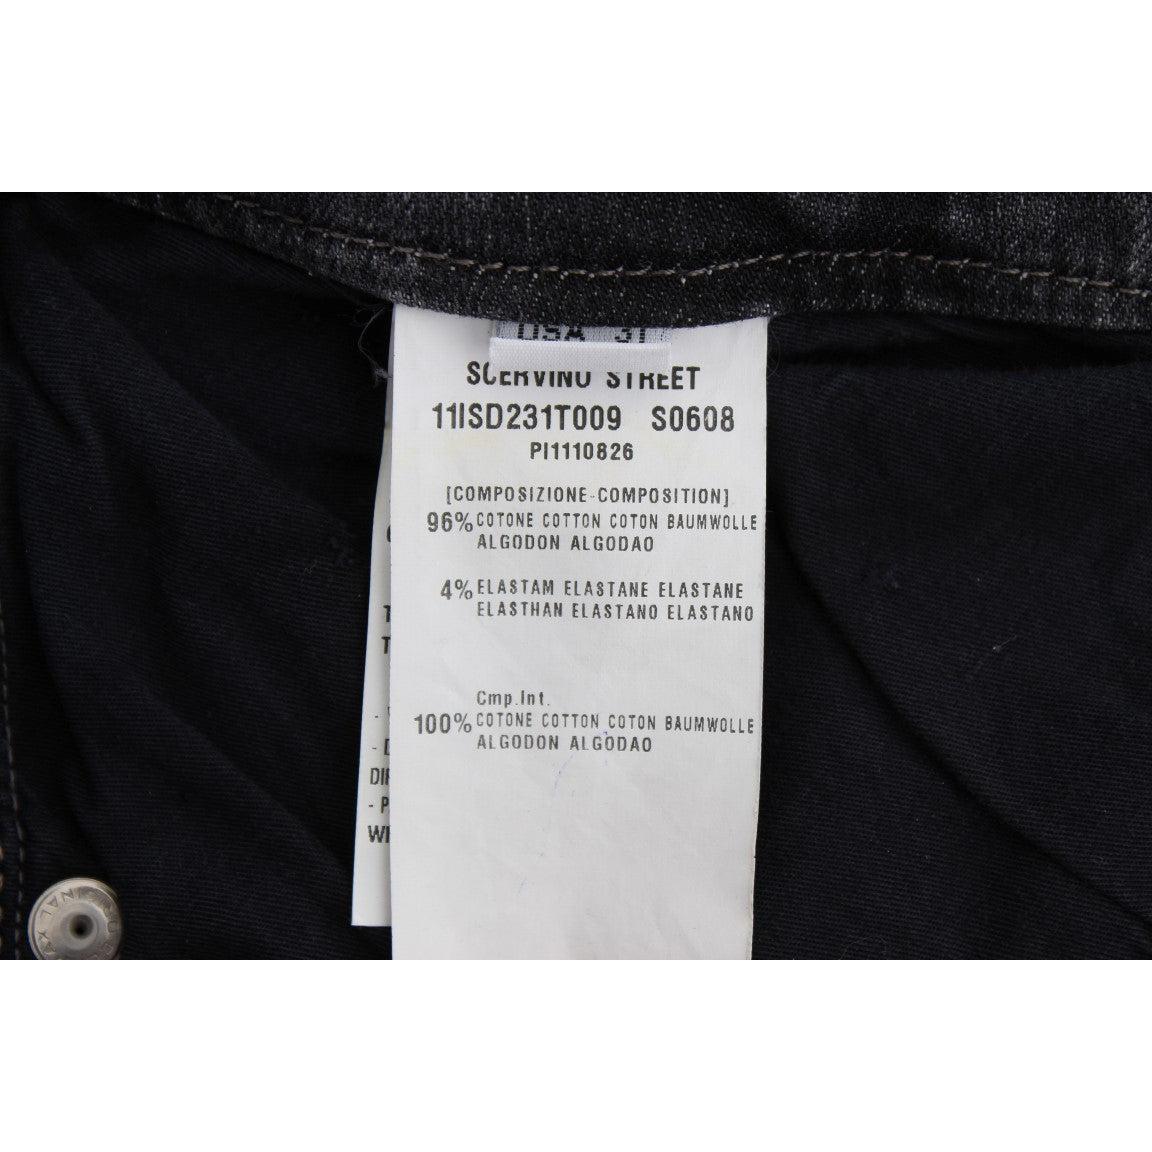 USA 31
SCERVINO STREET
11ISD231T009 S0608
PI1110826
[COMPOSIZIONE-COMPOSITION]
96% COTONE COTTON COTON BAUMWOLLE
ALGODON ALGODAO
4% ELASTAM ELASTANE ELASTANE
ELASTHAN ELASTANO ELASTANO
Cmp.Int.
100% COTONE COTTON COTON BAUMWOLLE
ALGODON ALGODAO
ORIGINAL